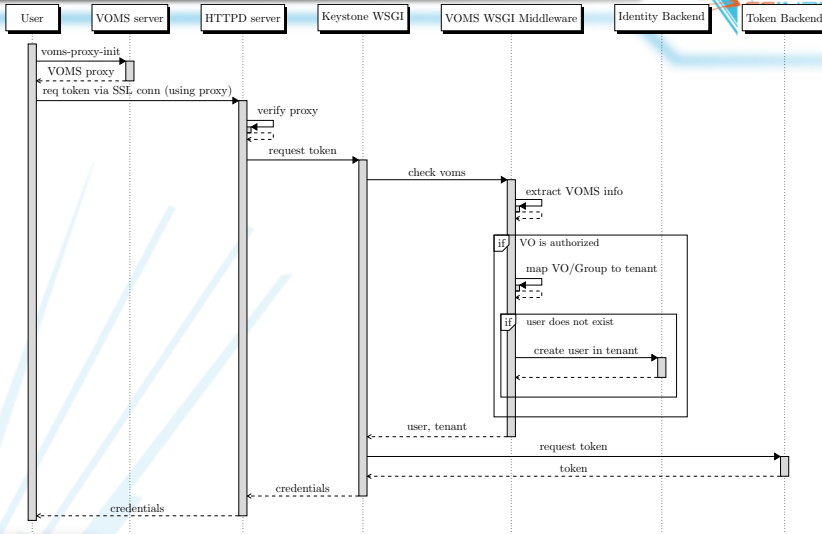 User
VOMS server
HTTPD server
Keystone WSGI
VOMS WSGI Middleware
Identity Backend
Token Backend
voms-proxy-init
VOMS proxy
req token via SSL conn (using proxy)
verify proxy
request token
check voms
extract VOMS info
if VO is authorized
map VO/Group to tenant
if user does not exist
create user in tenant
user, tenant
request token
token
credentials
credentials